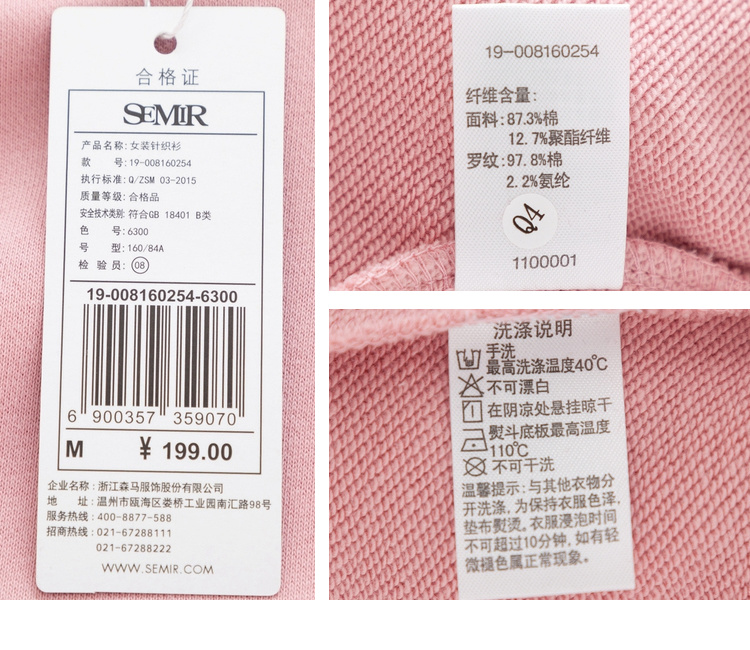 合格证
SEMIR
产品名称:女装针织衫
款 号:19-008160254
执行标准:Q/ZSM 03-2015
质量等级:合格品
安全技术类别:符合GB 18401 B类
色 号:6300
号 型:160/84A
检 验 员:08
19-008160254-6300
6 900357 359070
M ¥ 199.00
企业名称:浙江森马服饰股份有限公司
地 址:温州市瓯海区娄桥工业园南汇路98号
服务热线:400-8877-588
招商热线:021-67288111
021-67288222
WWW.SEMIR.COM
19-008160254
纤维含量:
面料:87.3%棉
12.7%聚酯纤维
罗纹:97.8%棉
2.2%氨纶
Q4
1100001
洗涤说明
手洗
最高洗涤温度40℃
不可漂白
在阴凉处悬挂晾干
熨斗底板最高温度
110℃
不可干洗
温馨提示:与其他衣物分
开洗涤,为保持衣服色泽,
垫布熨烫。衣服浸泡时间
不可超过10分钟,如有轻
微褪色属正常现象。